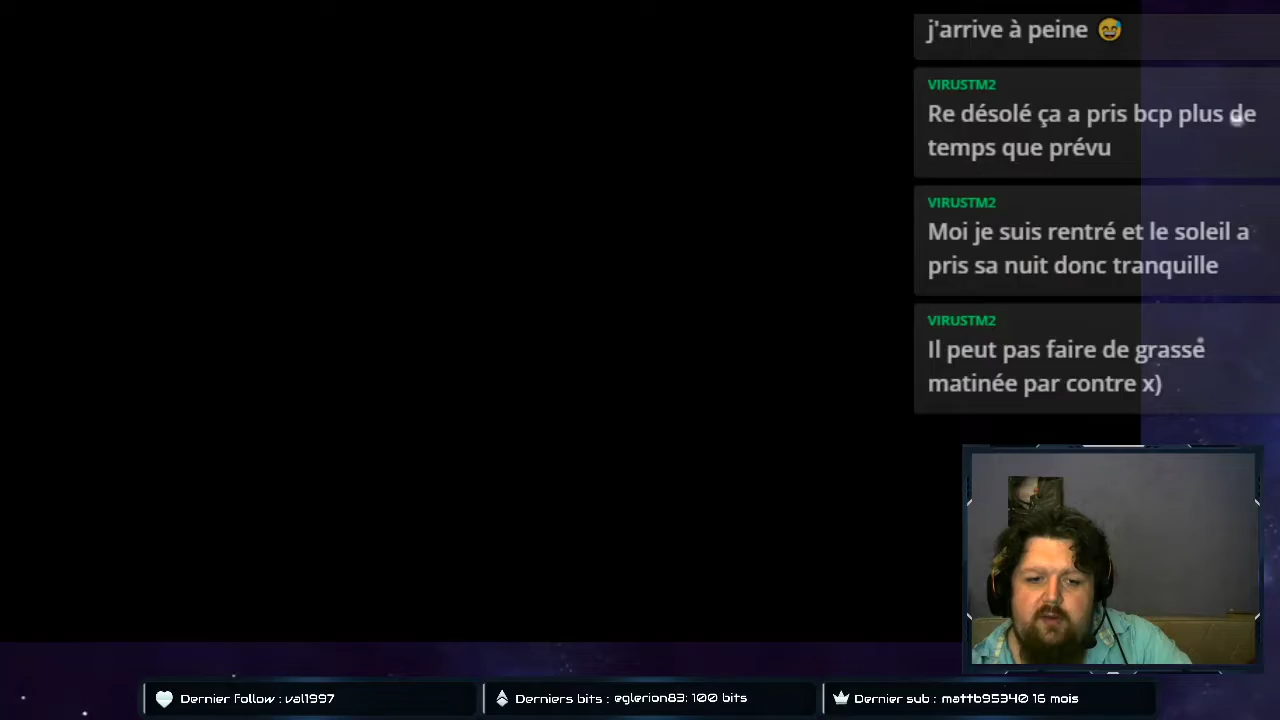 j'arrive à peine 😅
VIRUSTM2
Re désolé ça a pris bcp plus de
temps que prévu
VIRUSTM2
Moi je suis rentré et le soleil a
pris sa nuit donc tranquille
VIRUSTM2
Il peut pas faire de grasse
matinée par contre x)
Dernier Follow : val1997
Derniers bits : eglerion83: 100 bits
Dernier sub : mattb95340 16 mois